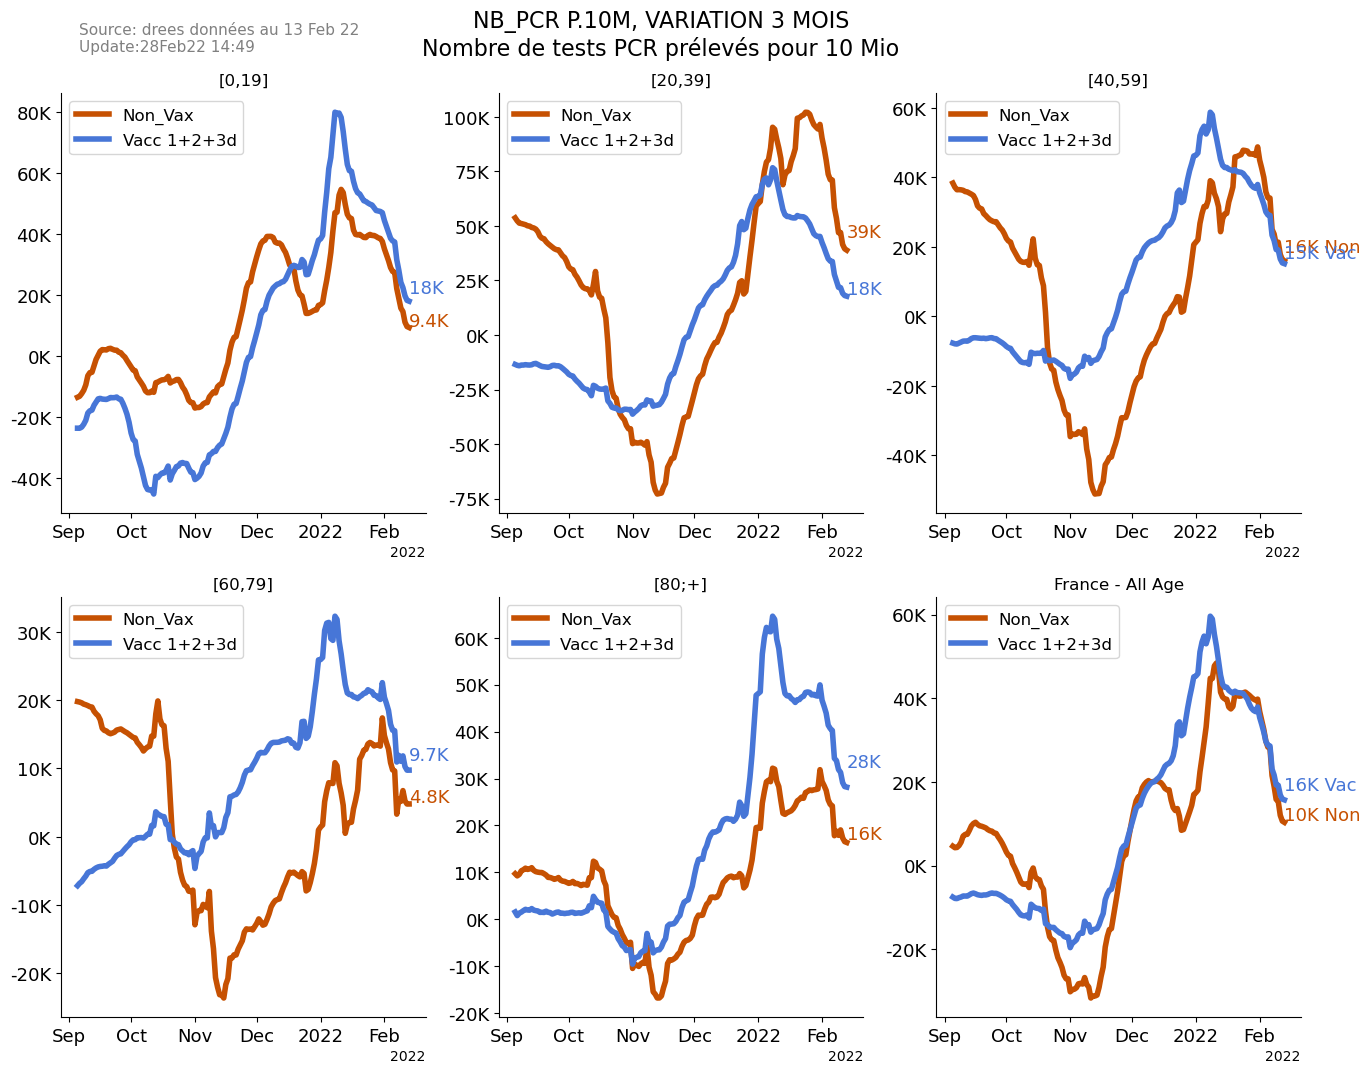 Source: drees données au 13 Feb 22
Update:28Feb22 14:49
NB_PCR P.10M, VARIATION 3 MOIS
Nombre de tests PCR prélevés pour 10 Mio
[0,19]
Non_Vax
Vacc 1+2+3d
80K
60K
40K
20K
0K
-20K
-40K
18K
9.4K
Sep Oct Nov Dec 2022 Feb
2022
[20,39]
Non_Vax
Vacc 1+2+3d
100K
75K
50K
25K
0K
-25K
-50K
-75K
39K
18K
Sep Oct Nov Dec 2022 Feb
2022
[40,59]
Non_Vax
Vacc 1+2+3d
60K
40K
20K
0K
-20K
-40K
16K Non
15K Vac
Sep Oct Nov Dec 2022 Feb
2022
[60,79]
Non_Vax
Vacc 1+2+3d
30K
20K
10K
0K
-10K
-20K
9.7K
4.8K
Sep Oct Nov Dec 2022 Feb
2022
[80;+]
Non_Vax
Vacc 1+2+3d
60K
50K
40K
30K
20K
10K
0K
-10K
-20K
28K
16K
Sep Oct Nov Dec 2022 Feb
2022
France - All Age
Non_Vax
Vacc 1+2+3d
60K
40K
20K
0K
-20K
16K Vac
10K Non
Sep Oct Nov Dec 2022 Feb
2022